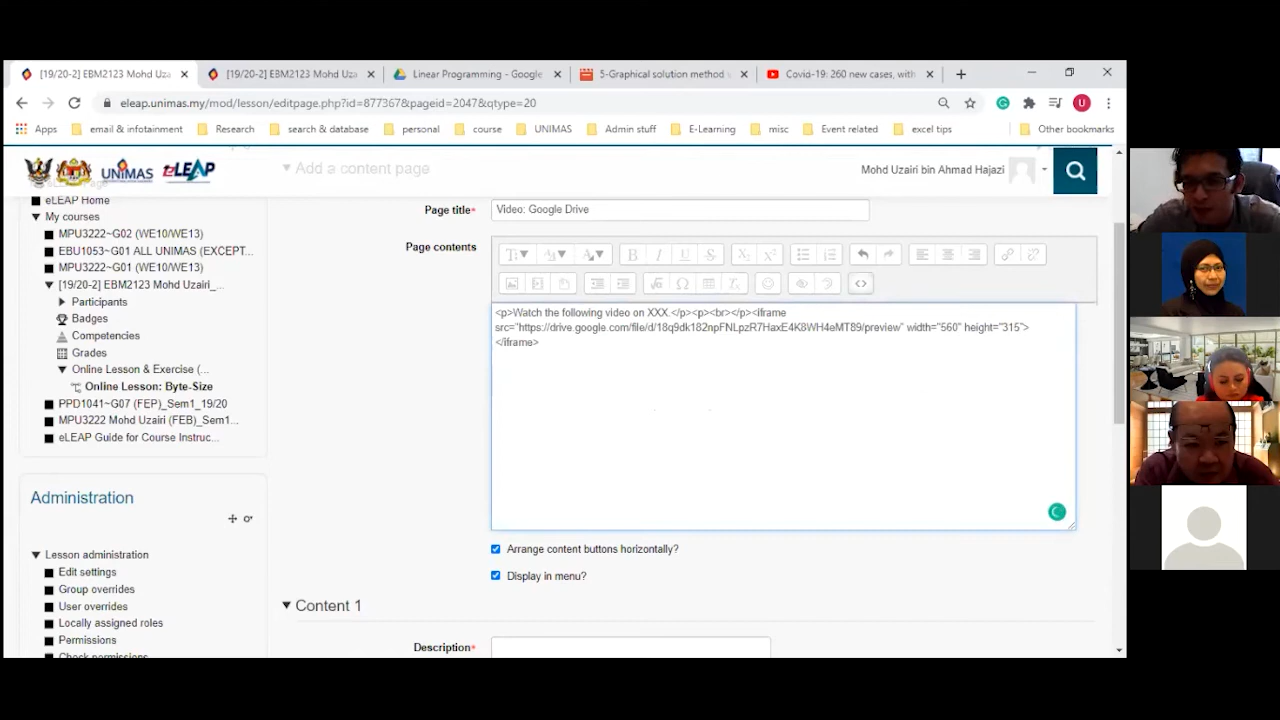 [19/20-2] EBM2123 Mohd Uza
[19/20-2] EBM2123 Mohd Uza
Linear Programming - Google
5-Graphical solution method
Covid-19: 260 new cases, with
eleap.unimas.my/mod/lesson/editpage.php?id=877367&pageid=2047&qtype=20
U
Apps
email & infotainment
Research
search & database
personal
course
UNIMAS
Admin stuff
E-Learning
misc
Event related
excel tips
Other bookmarks
UNIMAS
eLEAP
Add a content page
Mohd Uzairi bin Ahmad Hajazi
eLEAP Home
My courses
MPU3222~G02 (WE10/WE13)
EBU1053~G01 ALL UNIMAS (EXCEPT...
MPU3222~G01 (WE10/WE13)
[19/20-2] EBM2123 Mohd Uzairi_...
Participants
Badges
Competencies
Grades
Online Lesson & Exercise (...
Online Lesson: Byte-Size
PPD1041~G07 (FEP)_Sem1_19/20
MPU3222 Mohd Uzairi (FEB)_Sem1...
eLEAP Guide for Course Instruc...
Administration
Lesson administration
Edit settings
Group overrides
User overrides
Locally assigned roles
Permissions
Check permissions
Page title*
Video: Google Drive
Page contents
<p>Watch the following video on XXX.</p><p><br></p><iframe
src="https://drive.google.com/file/d/18q9dk182npFNLpzR7HaxE4K8WH4eMT89/preview" width="560" height="315">
</iframe>
Arrange content buttons horizontally?
Display in menu?
Content 1
Description*